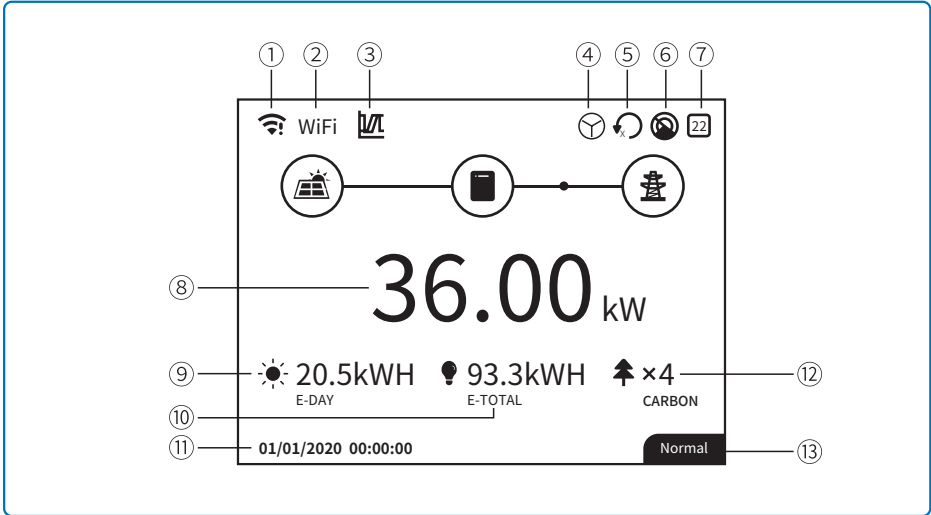 ① ② ③ ④ ⑤ ⑥ ⑦
WiFi 22
x
⑧ 36.00 kW
⑨ 20.5kWH 93.3kWH ×4 ⑫
E-DAY E-TOTAL CARBON
⑩
⑪ 01/01/2020 00:00:00 Normal ⑬